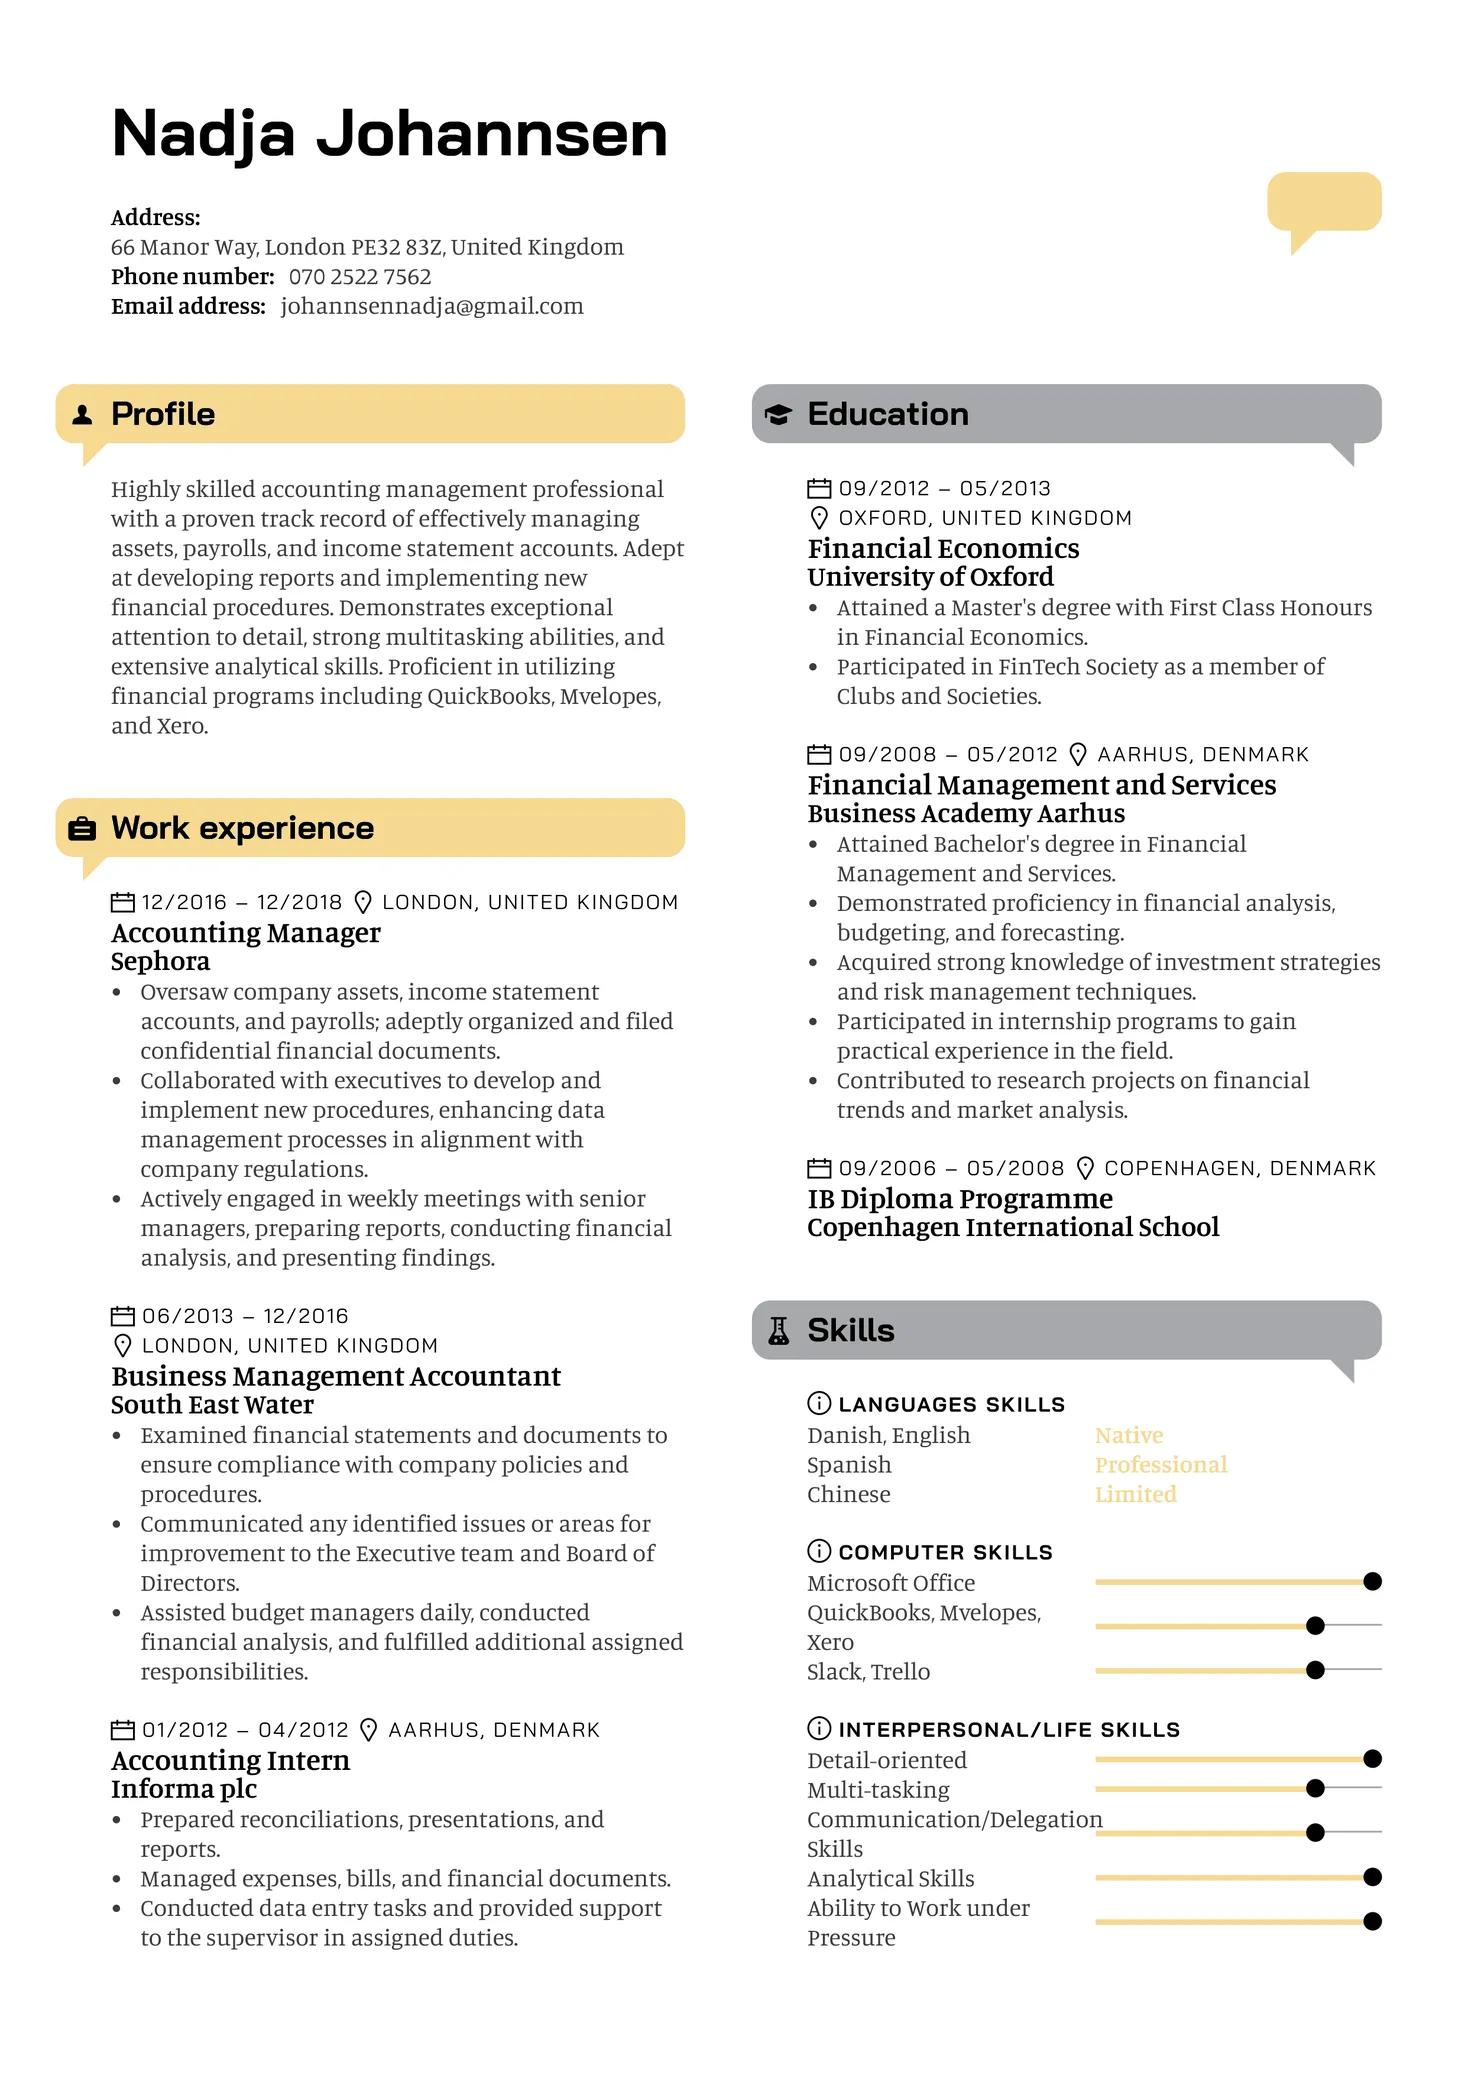 Nadja Johannsen
Address:
66 Manor Way, London PE32 83Z, United Kingdom
Phone number: 070 2522 7562
Email address: johannsennadja@gmail.com
Profile
Highly skilled accounting management professional
with a proven track record of effectively managing
assets, payrolls, and income statement accounts. Adept
at developing reports and implementing new
financial procedures. Demonstrates exceptional
attention to detail, strong multitasking abilities, and
extensive analytical skills. Proficient in utilizing
financial programs including QuickBooks, Mvelopes,
and Xero.
Work experience
12/2016 – 12/2018 LONDON, UNITED KINGDOM
Accounting Manager
Sephora
• Oversaw company assets, income statement
accounts, and payrolls; adeptly organized and filed
confidential financial documents.
• Collaborated with executives to develop and
implement new procedures, enhancing data
management processes in alignment with
company regulations.
• Actively engaged in weekly meetings with senior
managers, preparing reports, conducting financial
analysis, and presenting findings.
06/2013 – 12/2016
LONDON, UNITED KINGDOM
Business Management Accountant
South East Water
• Examined financial statements and documents to
ensure compliance with company policies and
procedures.
• Communicated any identified issues or areas for
improvement to the Executive team and Board of
Directors.
• Assisted budget managers daily, conducted
financial analysis, and fulfilled additional assigned
responsibilities.
01/2012 – 04/2012 AARHUS, DENMARK
Accounting Intern
Informa plc
• Prepared reconciliations, presentations, and
reports.
• Managed expenses, bills, and financial documents.
• Conducted data entry tasks and provided support
to the supervisor in assigned duties.
Education
09/2012 – 05/2013
OXFORD, UNITED KINGDOM
Financial Economics
University of Oxford
• Attained a Master's degree with First Class Honours
in Financial Economics.
• Participated in FinTech Society as a member of
Clubs and Societies.
09/2008 – 05/2012 AARHUS, DENMARK
Financial Management and Services
Business Academy Aarhus
• Attained Bachelor's degree in Financial
Management and Services.
• Demonstrated proficiency in financial analysis,
budgeting, and forecasting.
• Acquired strong knowledge of investment strategies
and risk management techniques.
• Participated in internship programs to gain
practical experience in the field.
• Contributed to research projects on financial
trends and market analysis.
09/2006 – 05/2008 COPENHAGEN, DENMARK
IB Diploma Programme
Copenhagen International School
Skills
LANGUAGES SKILLS
Danish, English Native
Spanish Professional
Chinese Limited
COMPUTER SKILLS
Microsoft Office
QuickBooks, Mvelopes,
Xero
Slack, Trello
INTERPERSONAL/LIFE SKILLS
Detail-oriented
Multi-tasking
Communication/Delegation
Skills
Analytical Skills
Ability to Work under
Pressure